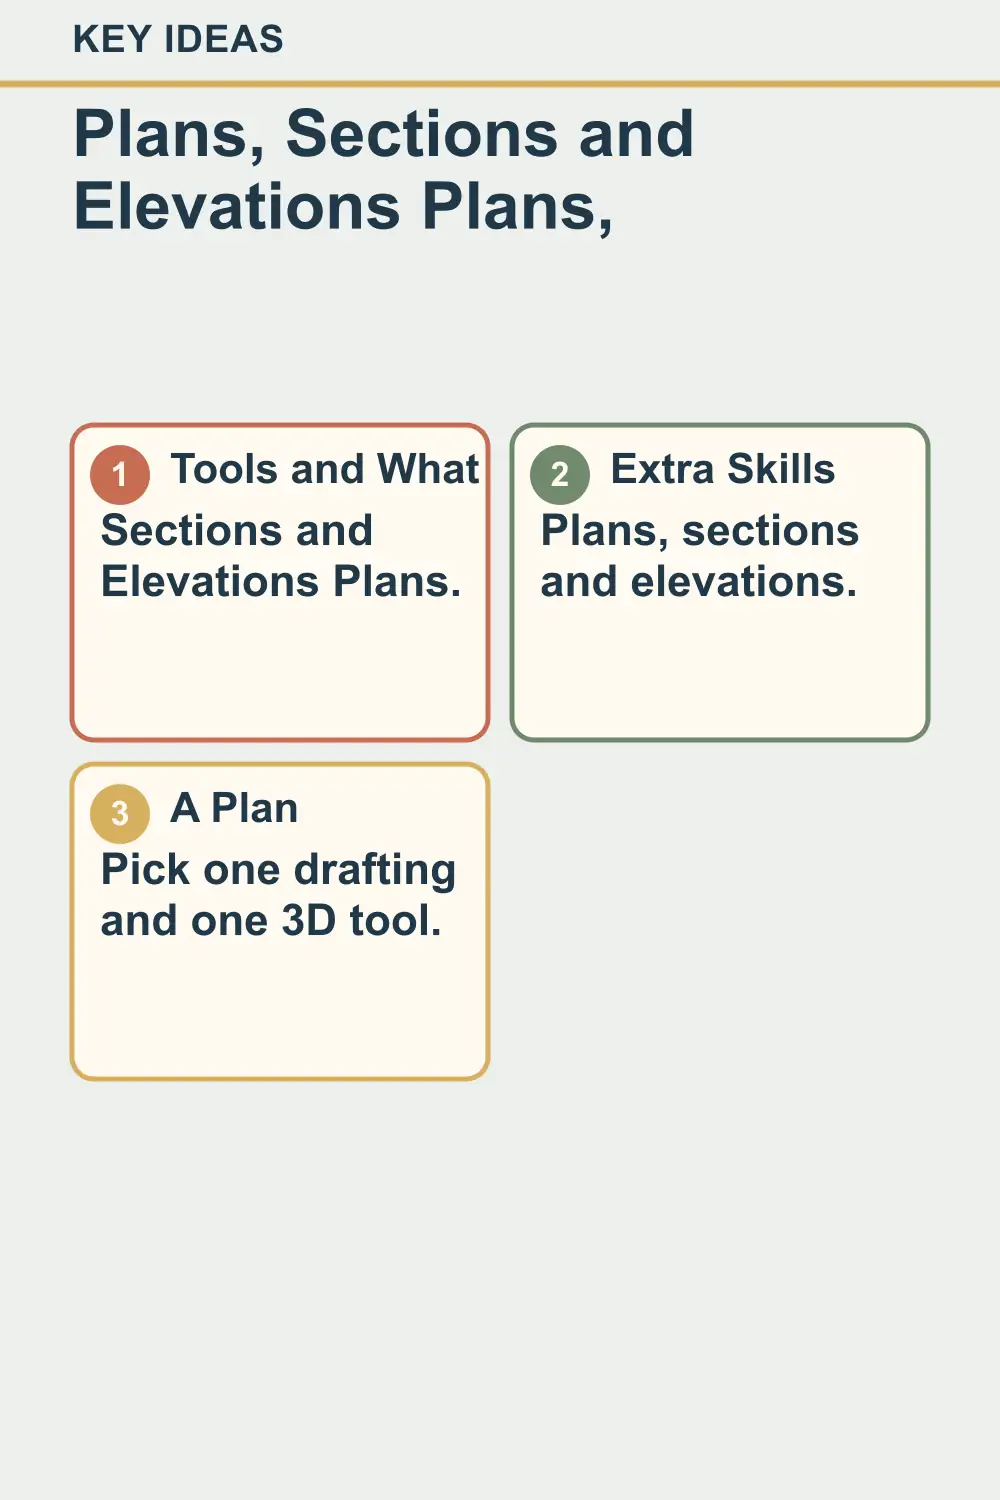 KEY IDEAS
Plans, Sections and
Elevations Plans,
1 Tools and What
Sections and
Elevations Plans.
2 Extra Skills
Plans, sections
and elevations.
3 A Plan
Pick one drafting
and one 3D tool.